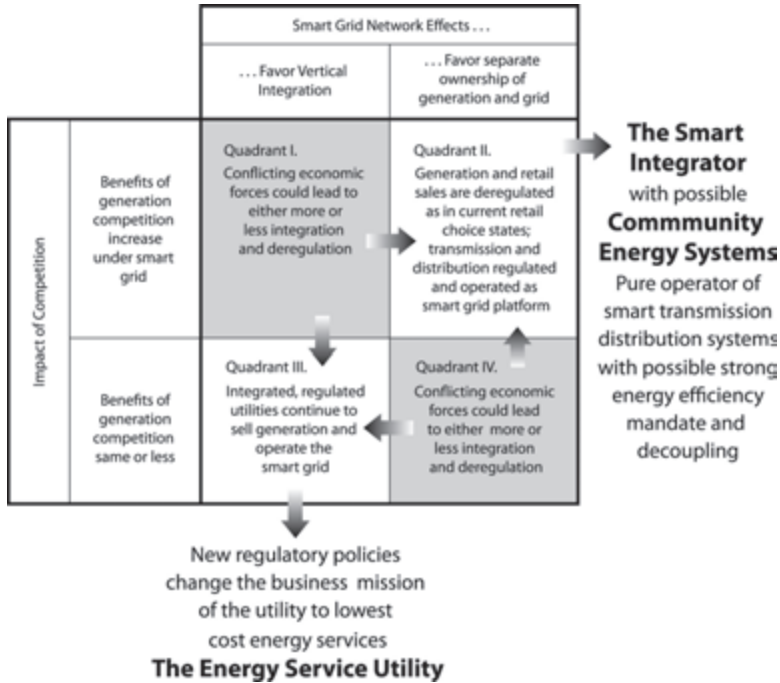 Smart Grid Network Effects . . .
. . . Favor Vertical
Integration
. . . Favor separate
ownership of
generation and grid
Impact of Competition
Benefits of
generation
competition
increase
under smart
grid
Quadrant I.
Conflicting economic
forces could lead to
either more or
less integration
and deregulation
Quadrant II.
Generation and retail
sales are deregulated
as in current retail
choice states;
transmission and
distribution regulated
and operated as
smart grid platform
Benefits of
generation
competition
same or less
Quadrant III.
Integrated, regulated
utilities continue to
sell generation and
operate the
smart grid
Quadrant IV.
Conflicting economic
forces could lead
to either more or
less integration
and deregulation
The Smart
Integrator
with possible
Commmunity
Energy Systems
Pure operator of
smart transmission
distribution systems
with possible strong
energy efficiency
mandate and
decoupling
New regulatory policies
change the business mission
of the utility to lowest
cost energy services
The Energy Service Utility